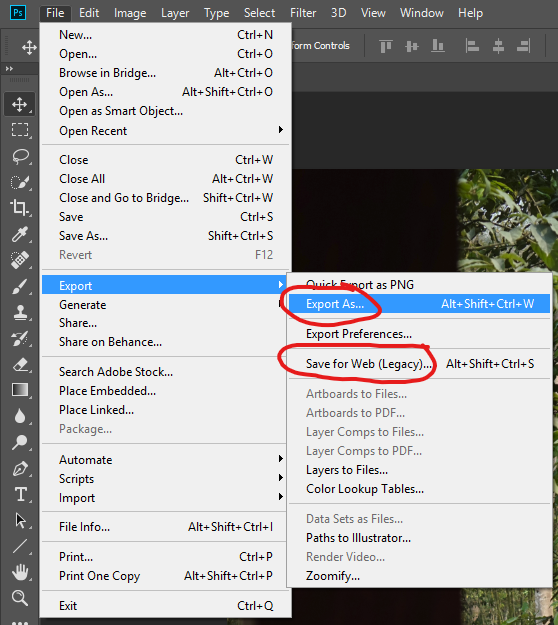 Ps File Edit Image Layer Type Select Filter 3D View Window Help
form Controls
New... Ctrl+N
Open... Ctrl+O
Browse in Bridge... Alt+Ctrl+O
Open As... Alt+Shift+Ctrl+O
Open as Smart Object...
Open Recent
Close Ctrl+W
Close All Alt+Ctrl+W
Close and Go to Bridge... Shift+Ctrl+W
Save Ctrl+S
Save As... Shift+Ctrl+S
Revert F12
Export
Generate
Share...
Share on Behance...
Search Adobe Stock...
Place Embedded...
Place Linked...
Package...
Automate
Scripts
Import
File Info... Alt+Shift+Ctrl+I
Print... Ctrl+P
Print One Copy Alt+Shift+Ctrl+P
Exit Ctrl+Q
Quick Export as PNG
Export As... Alt+Shift+Ctrl+W
Export Preferences...
Save for Web (Legacy)... Alt+Shift+Ctrl+S
Artboards to Files...
Artboards to PDF...
Layer Comps to Files...
Layer Comps to PDF...
Layers to Files...
Color Lookup Tables...
Data Sets as Files...
Paths to Illustrator...
Render Video...
Zoomify...
T